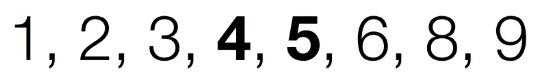 1, 2, 3, 4, 5, 6, 8, 9